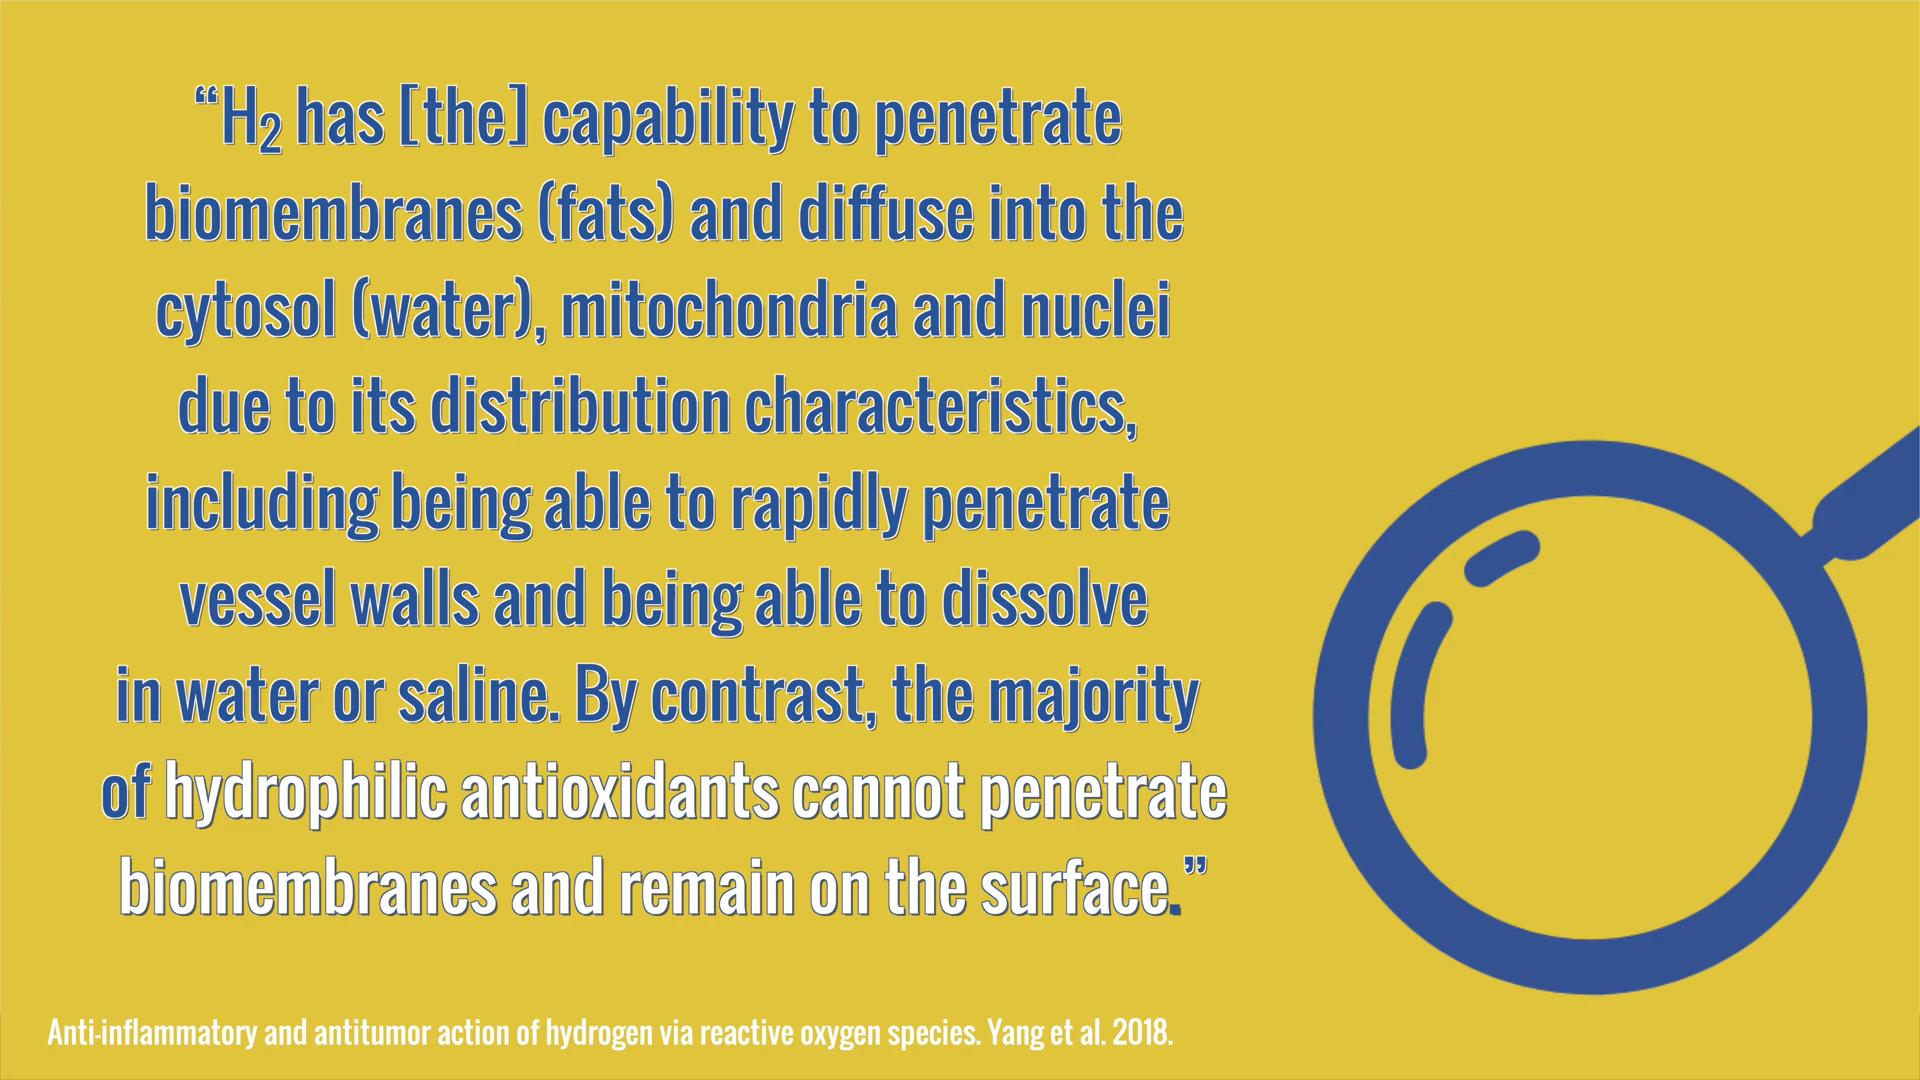 “H₂ has [the] capability to penetrate
biomembranes (fats) and diffuse into the
cytosol (water), mitochondria and nuclei
due to its distribution characteristics,
including being able to rapidly penetrate
vessel walls and being able to dissolve
in water or saline. By contrast, the majority
of hydrophilic antioxidants cannot penetrate
biomembranes and remain on the surface.”
Anti-inflammatory and antitumor action of hydrogen via reactive oxygen species. Yang et al. 2018.